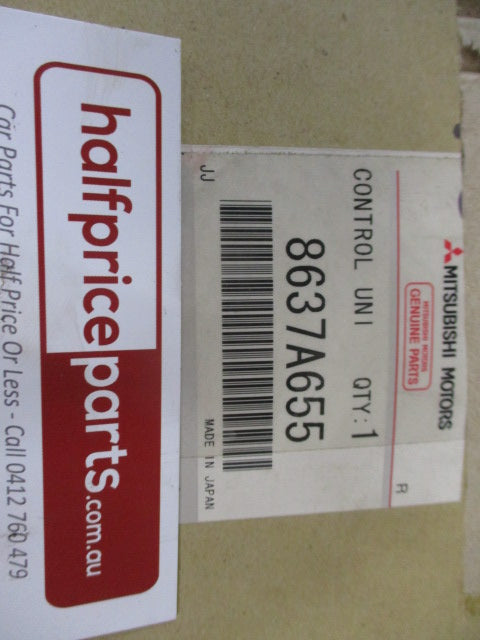 MITSUBISHI MOTORS
MITSUBISHI MOTORS
GENUINE PARTS
R
CONTROL UNI QTY:1
8637A655
JJ
MADE IN JAPAN
halfpriceparts.com.au
Car Parts For Half Price Or Less - Call 0412 760 479